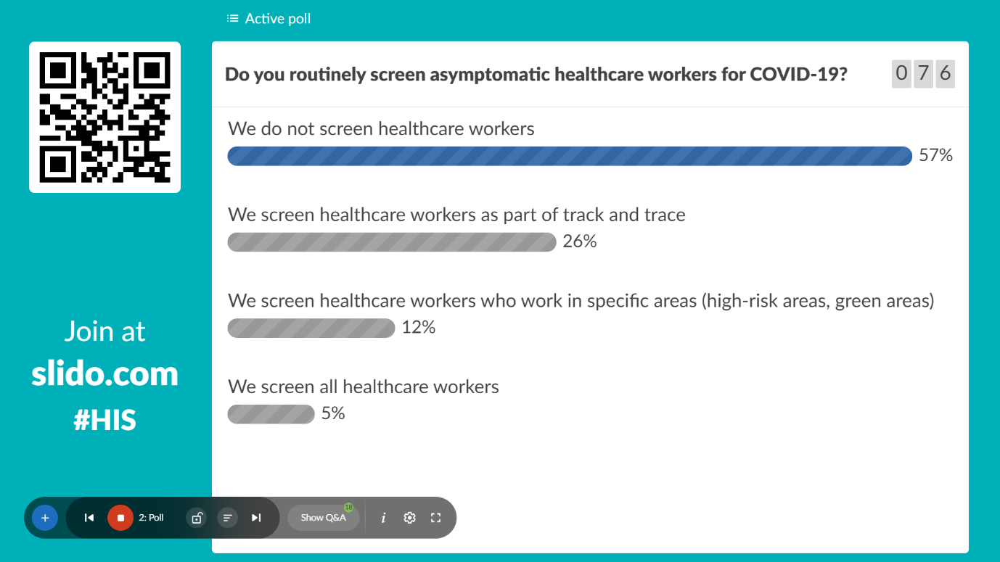 Active poll
Do you routinely screen asymptomatic healthcare workers for COVID-19?
0 7 6
We do not screen healthcare workers
57%
We screen healthcare workers as part of track and trace
26%
We screen healthcare workers who work in specific areas (high-risk areas, green areas)
12%
We screen all healthcare workers
5%
Join at
slido.com
#HIS
2: Poll
Show Q&A
18
i